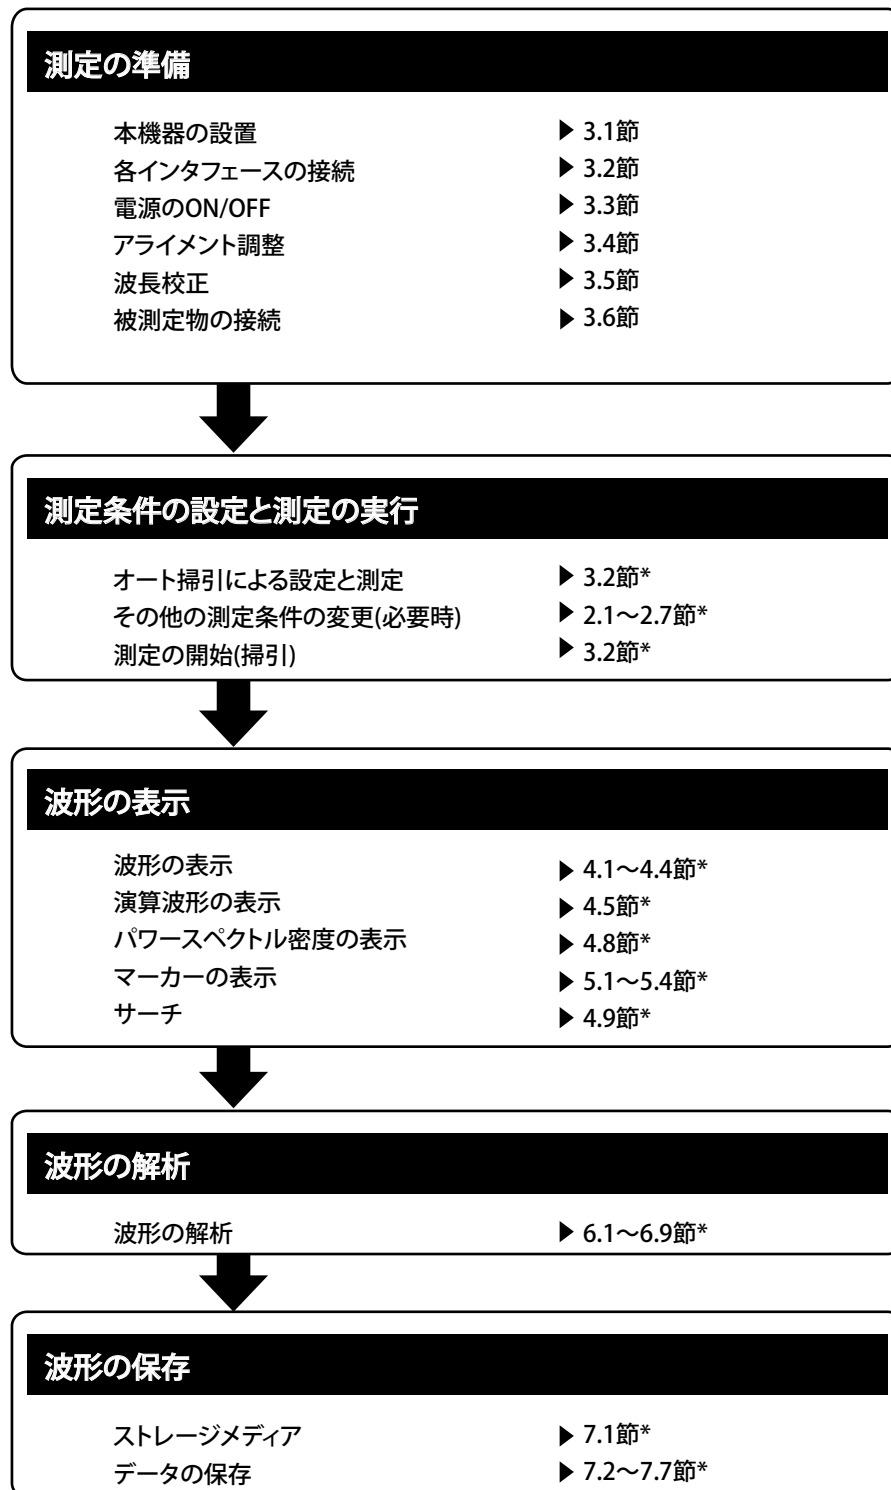 測定の準備
本機器の設置 ▶ 3.1節
各インタフェースの接続 ▶ 3.2節
電源のON/OFF ▶ 3.3節
アライメント調整 ▶ 3.4節
波長校正 ▶ 3.5節
被測定物の接続 ▶ 3.6節
測定条件の設定と測定の実行
オート掃引による設定と測定 ▶ 3.2節*
その他の測定条件の変更(必要時) ▶ 2.1～2.7節*
測定の開始(掃引) ▶ 3.2節*
波形の表示
波形の表示 ▶ 4.1～4.4節*
演算波形の表示 ▶ 4.5節*
パワースペクトル密度の表示 ▶ 4.8節*
マーカーの表示 ▶ 5.1～5.4節*
サーチ ▶ 4.9節*
波形の解析
波形の解析 ▶ 6.1～6.9節*
波形の保存
ストレージメディア ▶ 7.1節*
データの保存 ▶ 7.2～7.7節*